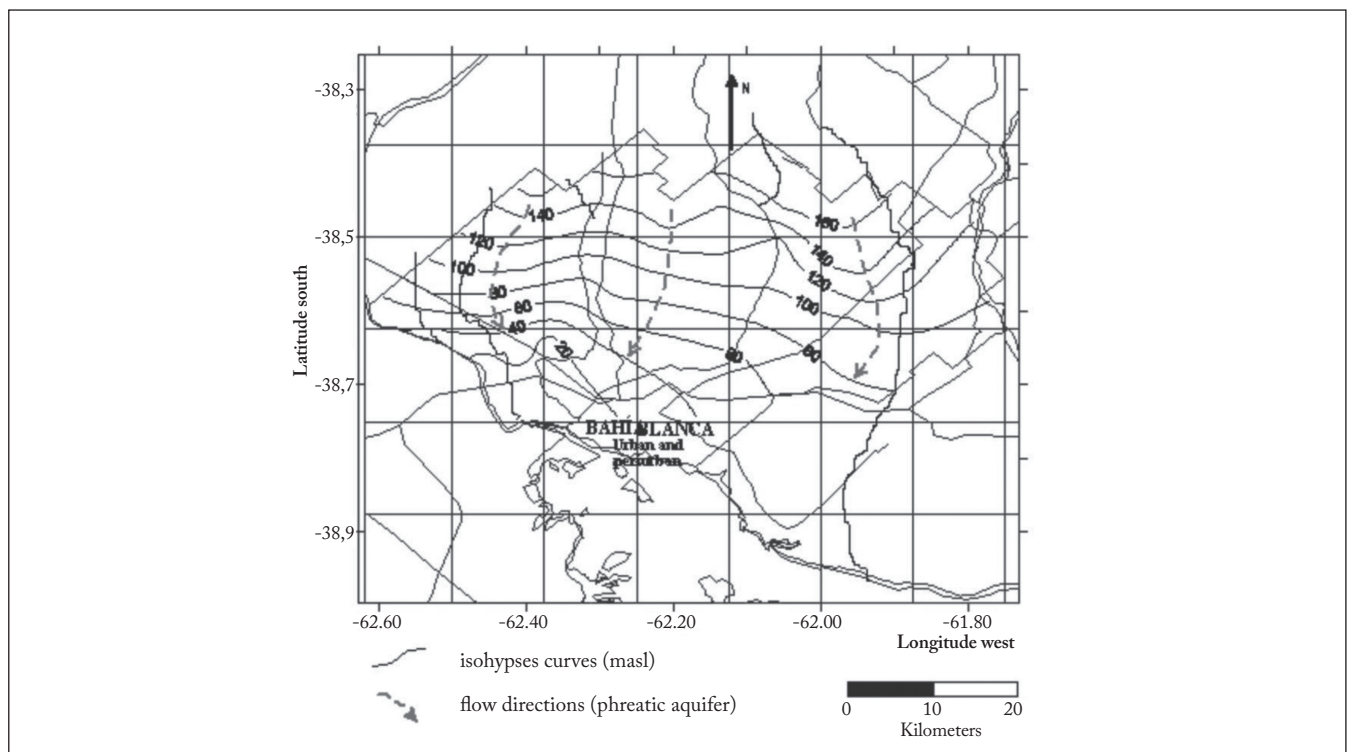 -38,3
N
160
140
140
-38,5
120
120
100
100
80
60
40
20
60
80
Latitude south
-38,7
BAHÍA BLANCA
Urban and
periurban
-38,9
-62.60 -62.40 -62.20 -62.00 -61.80
Longitude west
isohypses curves (masl)
flow directions (phreatic aquifer)
0 10 20
Kilometers